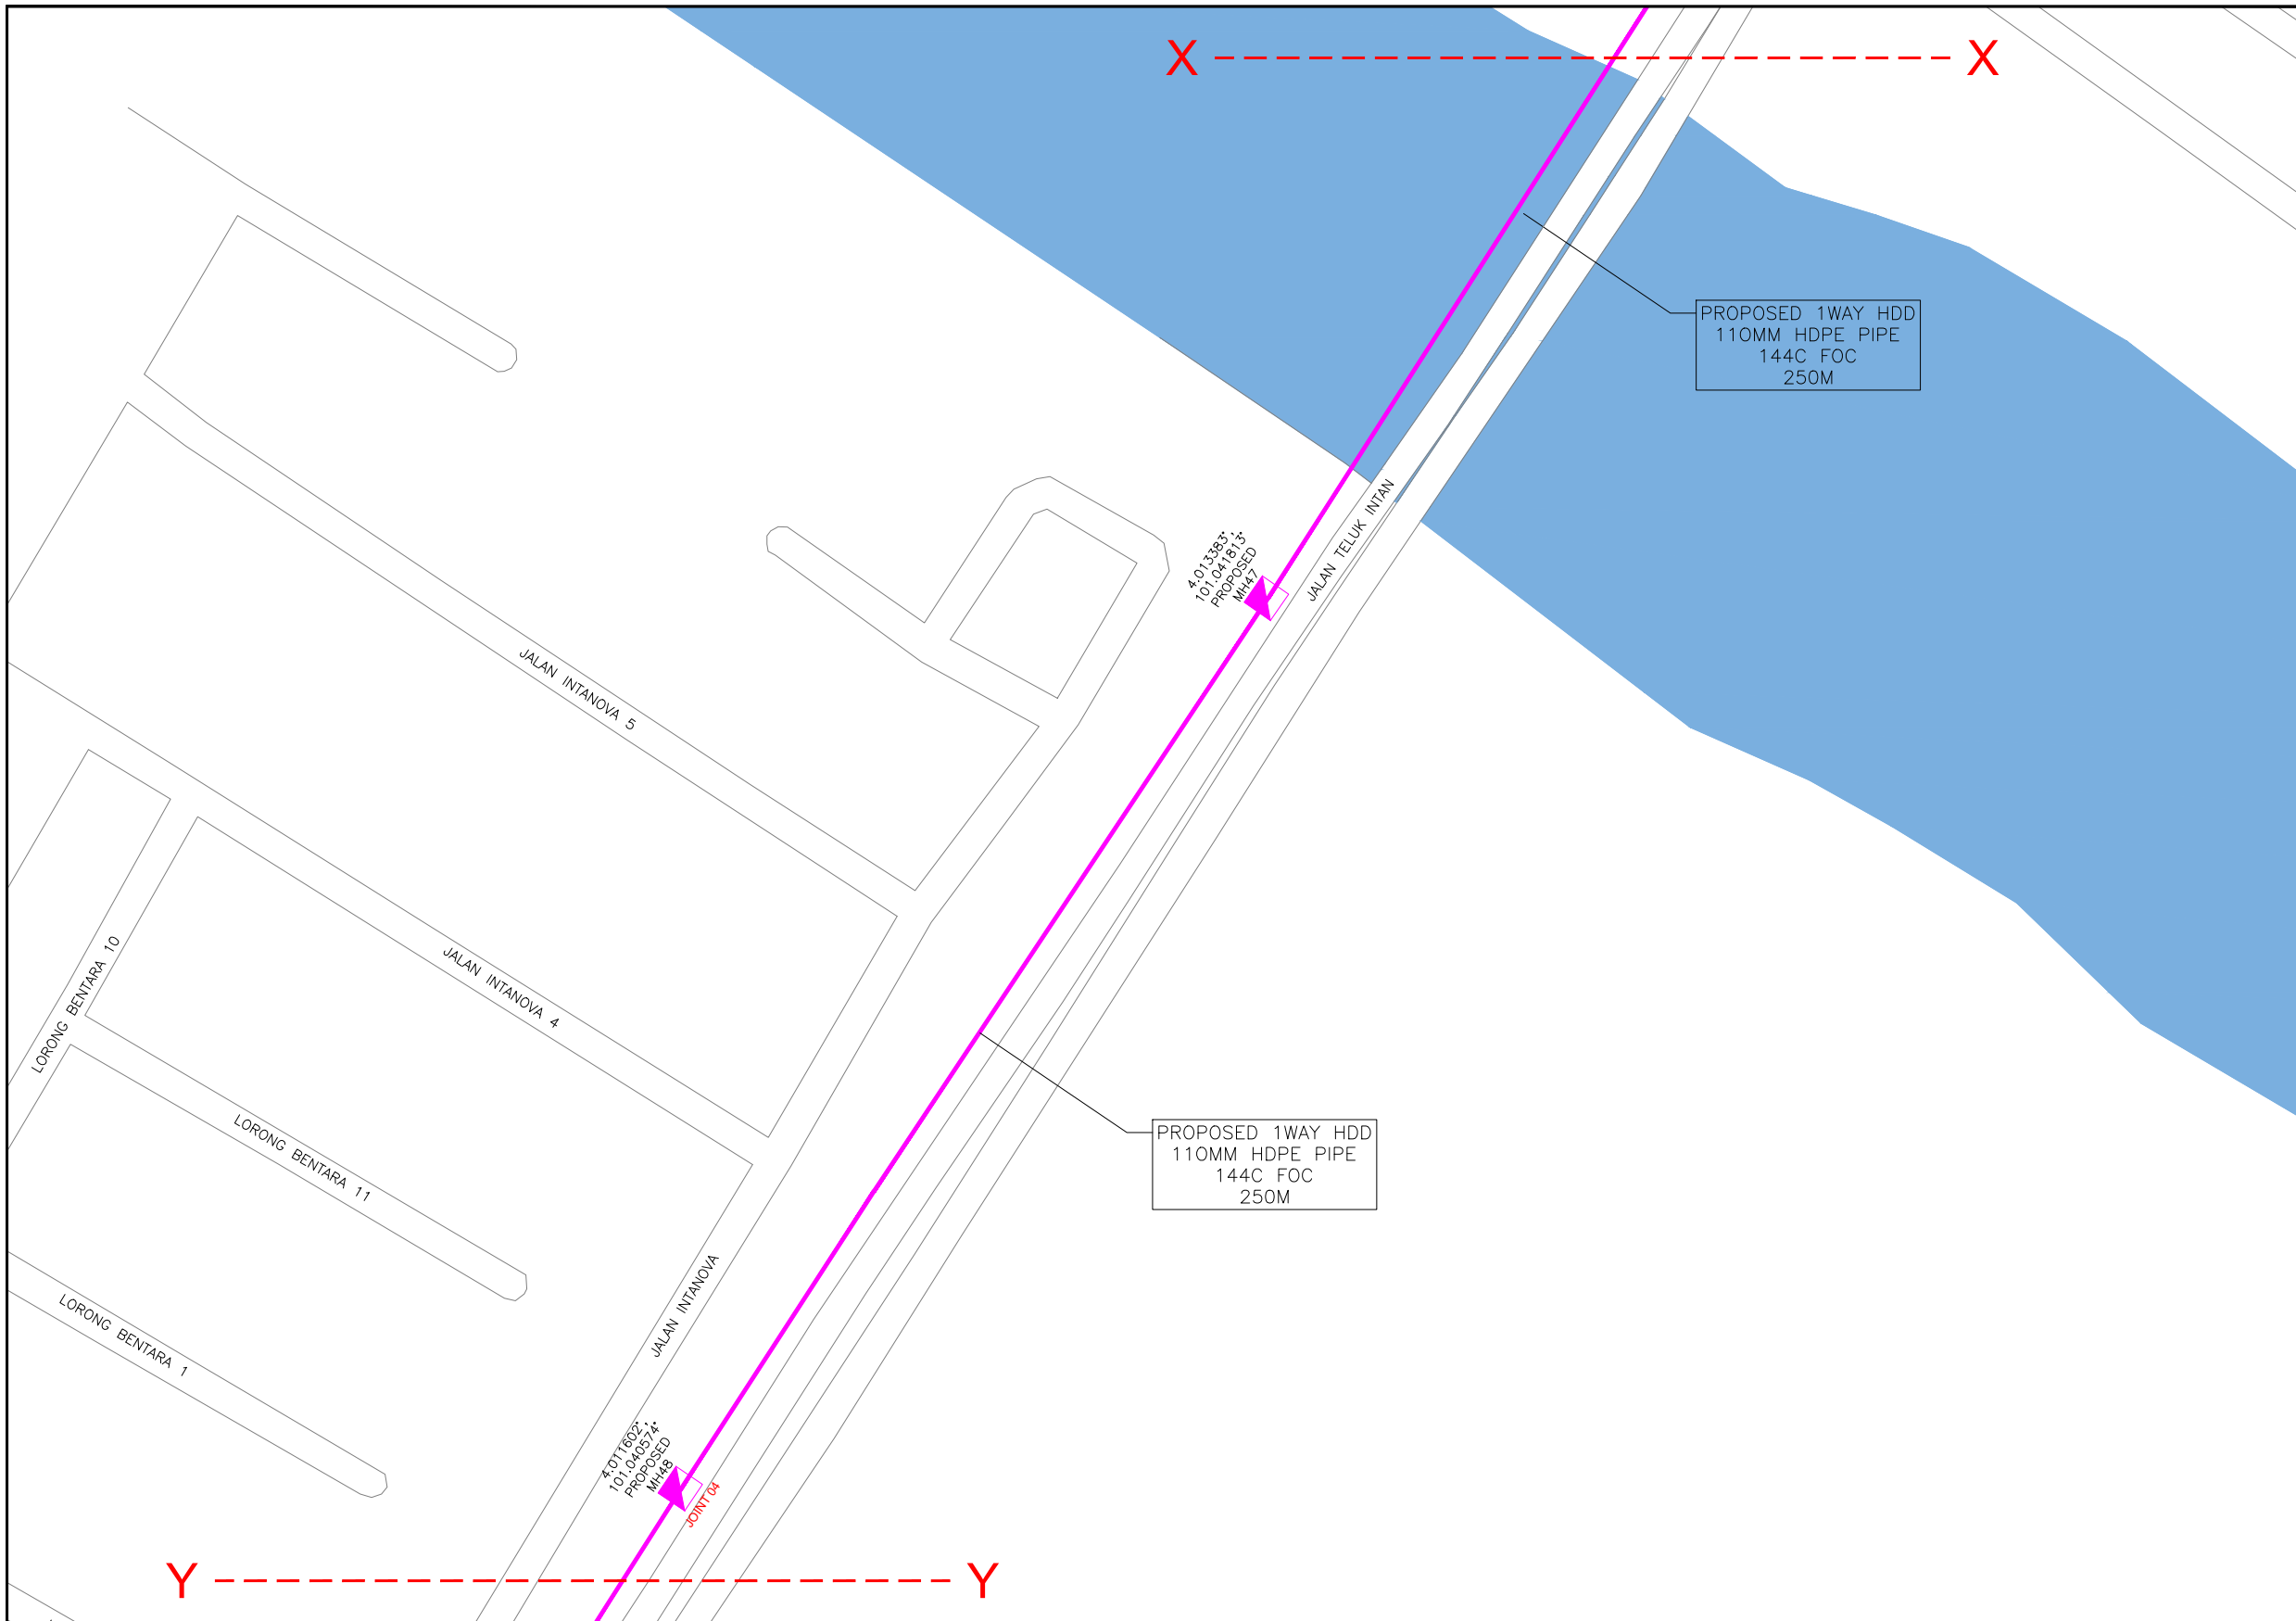 X
X
PROPOSED 1WAY HDD
110MM HDPE PIPE
144C FOC
250M
JALAN TELUK INTAN
4.013383°,
101.041813°
PROPOSED
MH47
JALAN INTANOVA 5
JALAN INTANOVA 4
LORONG BENTARA 10
LORONG BENTARA 11
PROPOSED 1WAY HDD
110MM HDPE PIPE
144C FOC
250M
JALAN INTANOVA
LORONG BENTARA 1
4.011602°,
101.040574°
PROPOSED
MH48
JOINT 04
Y
Y